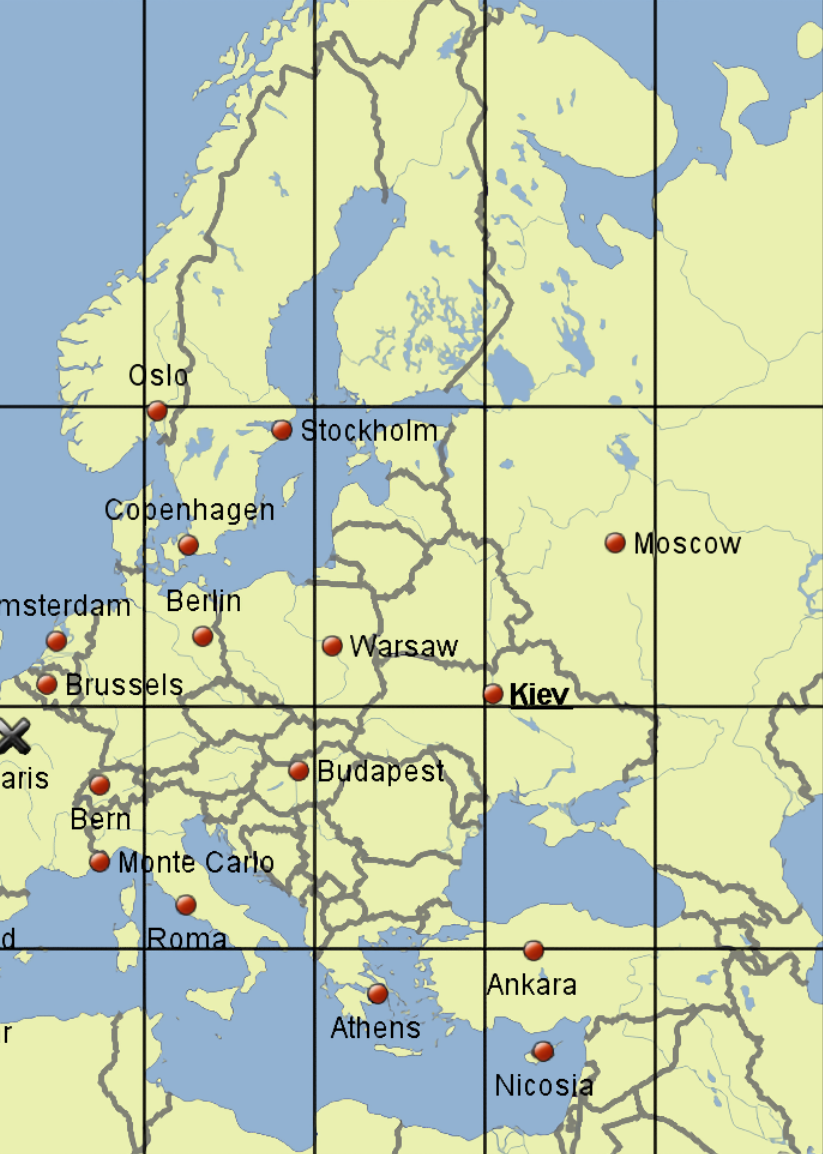 Oslo
Stockholm
Copenhagen
Moscow
msterdam
Berlin
Warsaw
Brussels
Kiev
aris
Budapest
Bern
Monte Carlo
d
Roma
Ankara
r
Athens
Nicosia